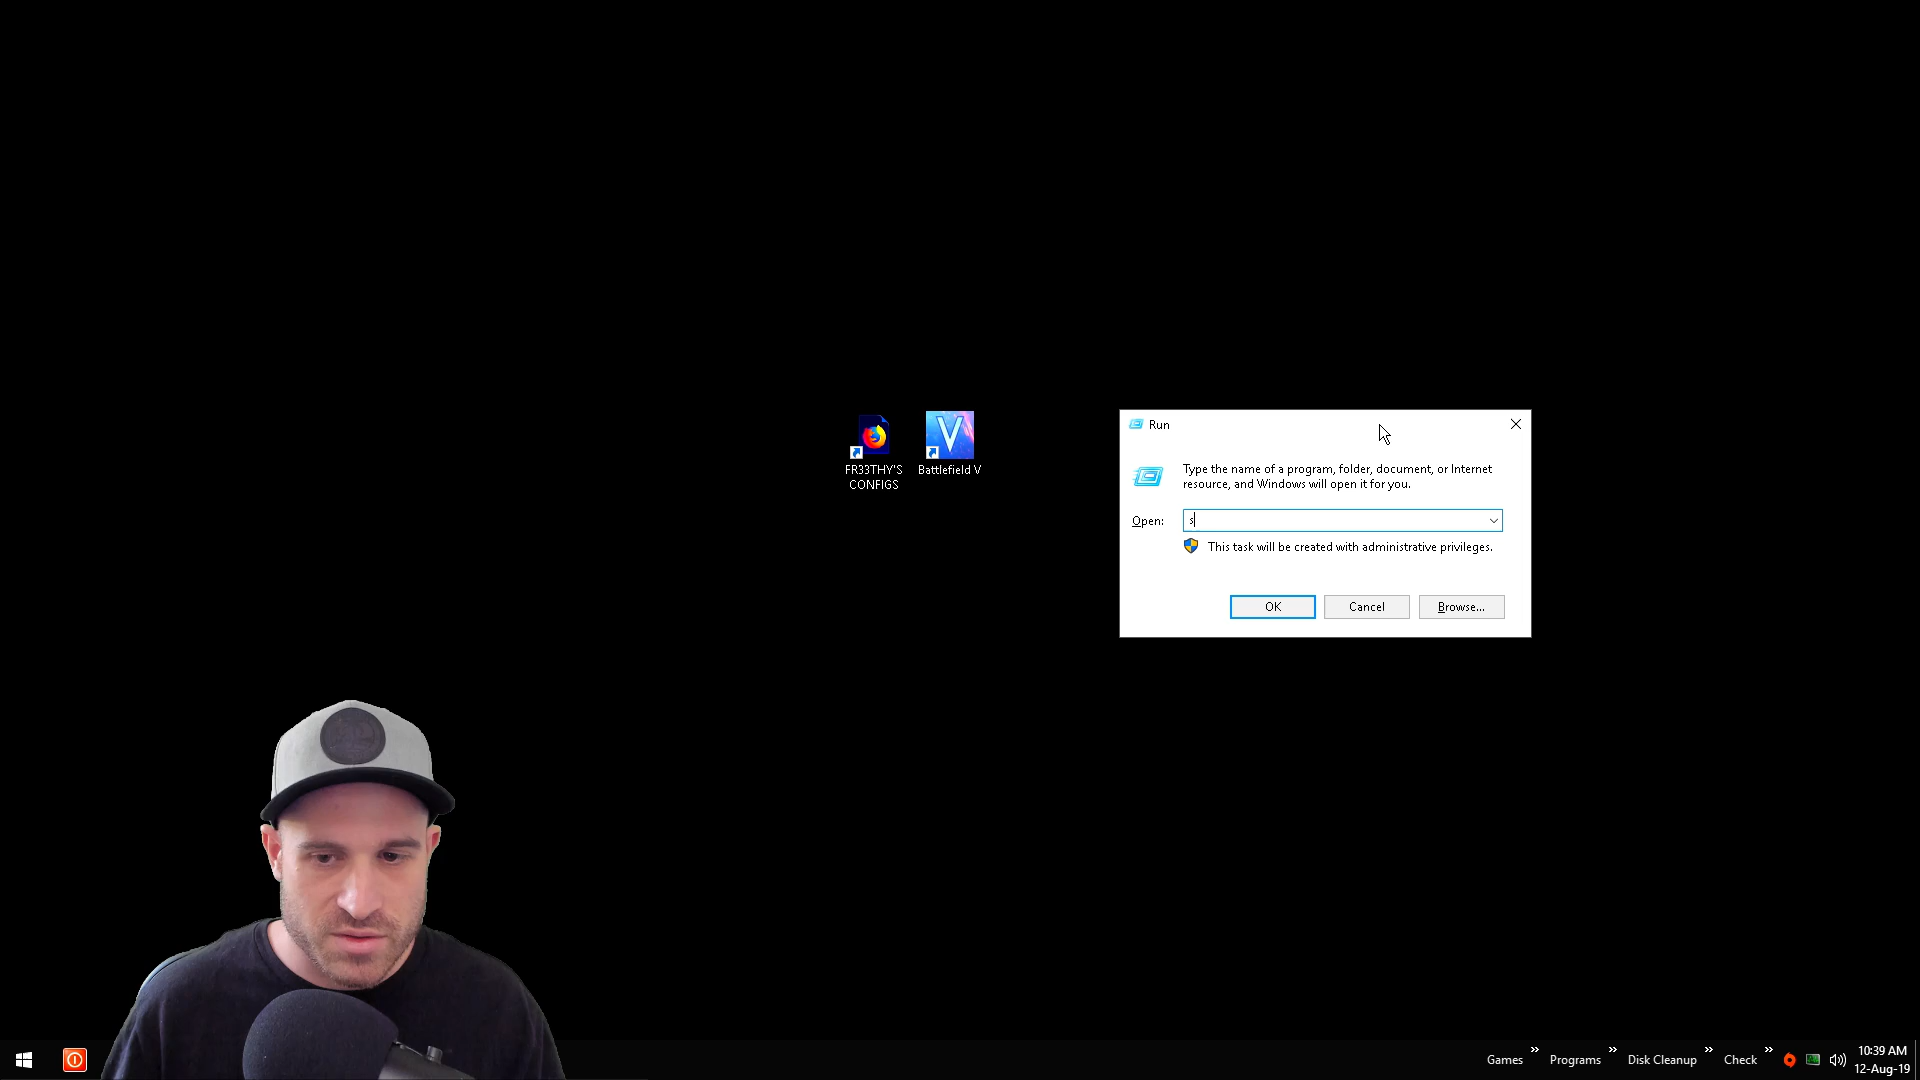 FR33THY'S
CONFIGS
Battlefield V
Run
Type the name of a program, folder, document, or Internet
resource, and Windows will open it for you.
Open:
s
This task will be created with administrative privileges.
OK
Cancel
Browse...
Games
»
Programs
»
Disk Cleanup
»
Check
»
10:39 AM
12-Aug-19